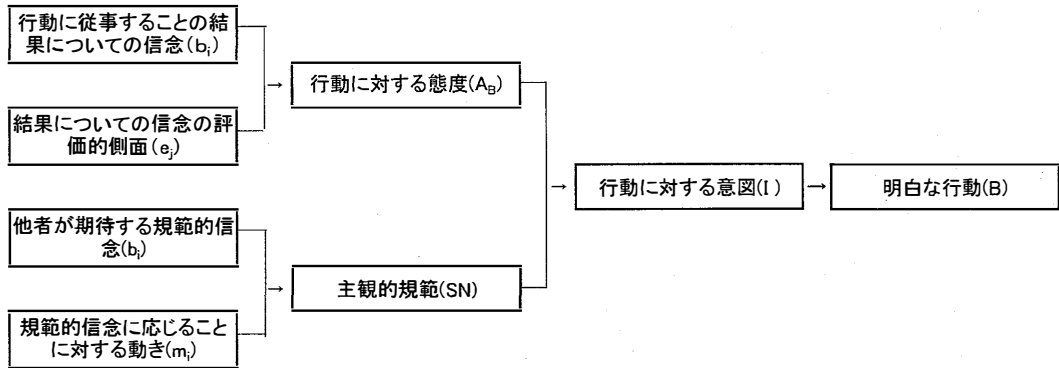 行動に従事することの結
果についての信念(bi)
結果についての信念の評
価的側面(ej)
行動に対する態度(AB)
他者が期待する規範的信
念(bi)
規範的信念に応じること
に対する動き(mi)
主観的規範(SN)
行動に対する意図(I)
明白な行動(B)